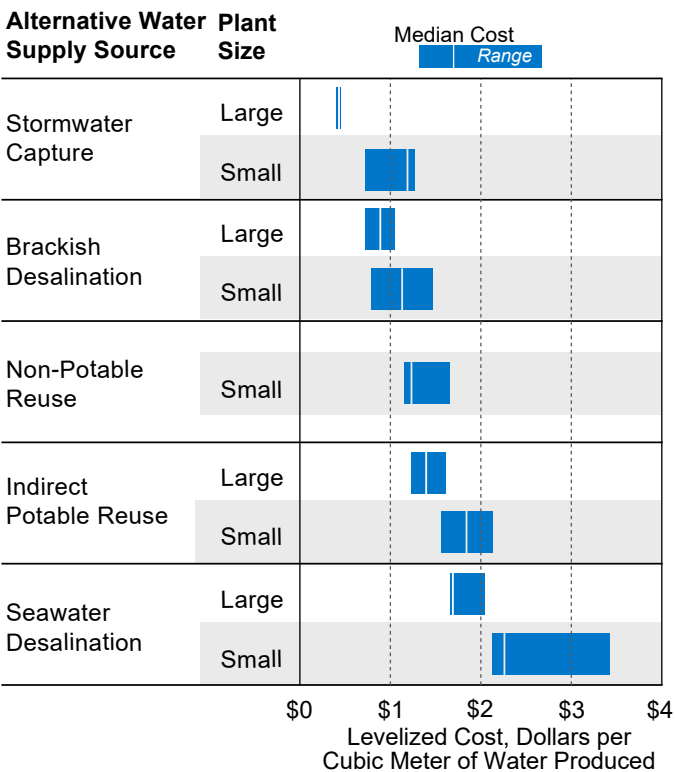 Alternative Water Plant
Supply Source Size
Median Cost
Range
Stormwater
Capture
Large
Small
Brackish
Desalination
Large
Small
Non-Potable
Reuse
Small
Indirect
Potable Reuse
Large
Small
Seawater
Desalination
Large
Small
$0 $1 $2 $3 $4
Levelized Cost, Dollars per
Cubic Meter of Water Produced